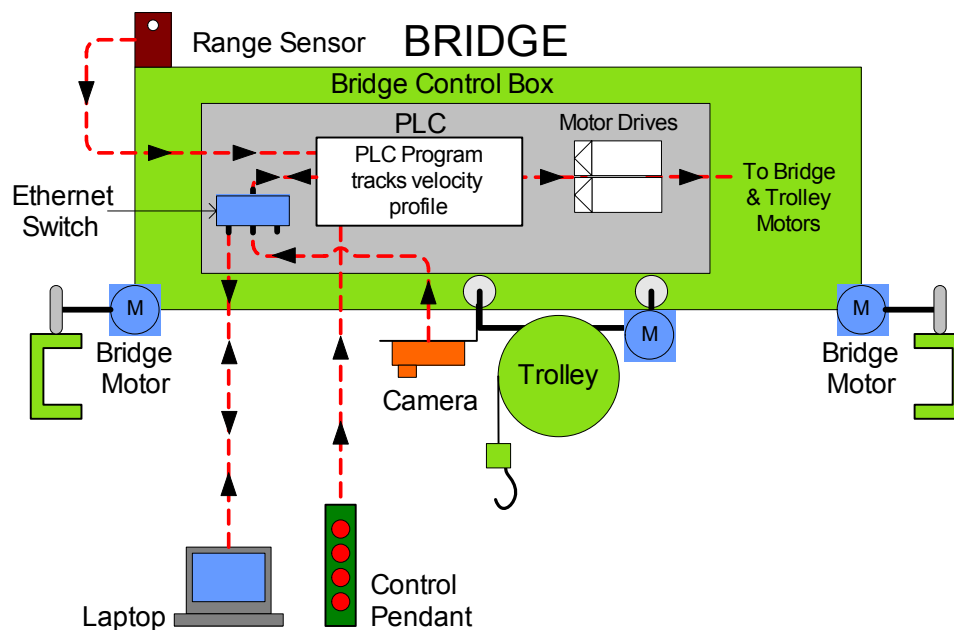 Range Sensor
BRIDGE
Bridge Control Box
PLC
Motor Drives
PLC Program
tracks velocity
profile
To Bridge
& Trolley
Motors
Ethernet
Switch
M
Bridge
Motor
Camera
Trolley
M
M
Bridge
Motor
Laptop
Control
Pendant